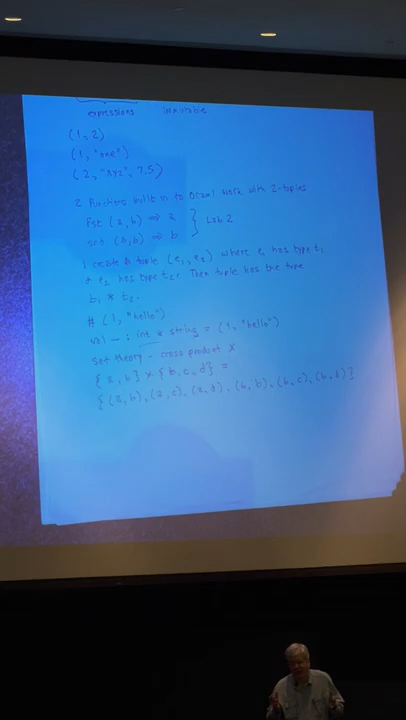 expressions immutable
(1, 2)
(1, "one")
(2, "xyz", 7.5)
2 functions built in to OCaml work with 2-tuples
fst (a, b) ⇒ a
snd (a, b) ⇒ b } Lab 2
I create a tuple (e₁, e₂) where e₁ has type t₁
+ e₂ has type t₂. Then tuple has the type
t₁ * t₂.
# (1, "hello")
val - : int * string = (1, "hello")
Set theory - cross product X
{a, b} X {b, c, d} =
{(a, b), (a, c), (a, d), (b, b), (b, c), (b, d)}